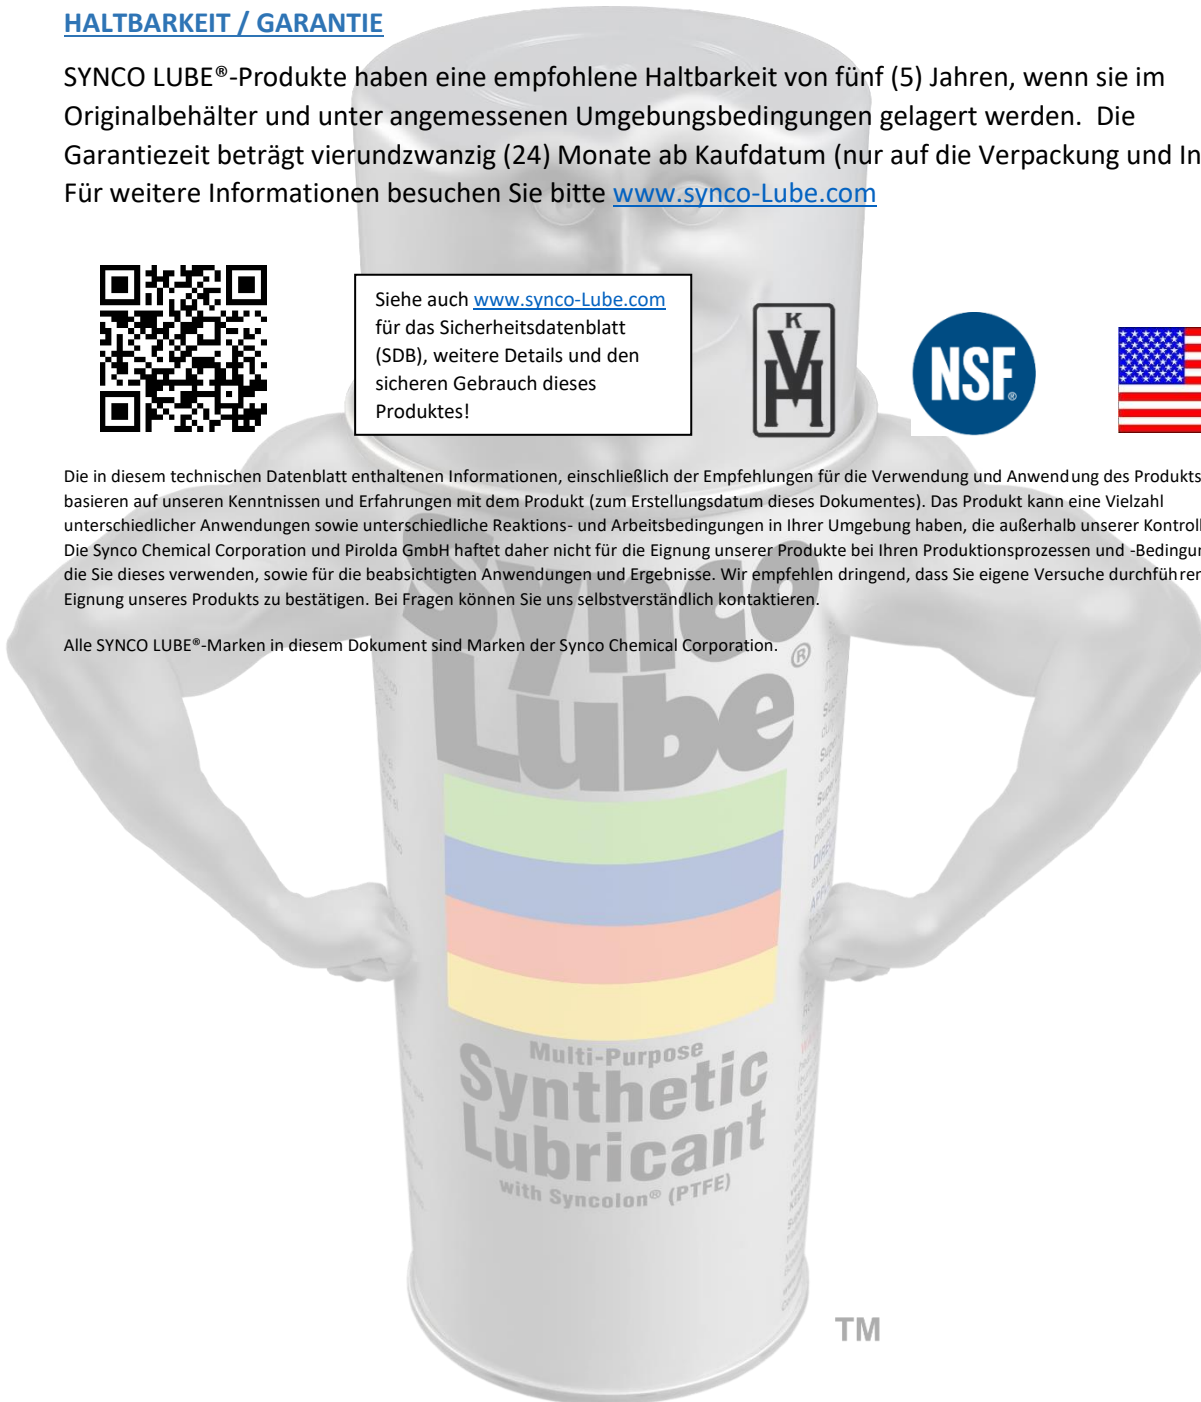 HALTBARKEIT / GARANTIE
SYNCO LUBE®-Produkte haben eine empfohlene Haltbarkeit von fünf (5) Jahren, wenn sie im
Originalbehälter und unter angemessenen Umgebungsbedingungen gelagert werden. Die
Garantiezeit beträgt vierundzwanzig (24) Monate ab Kaufdatum (nur auf die Verpackung und In
Für weitere Informationen besuchen Sie bitte www.synco-Lube.com
Siehe auch www.synco-Lube.com
für das Sicherheitsdatenblatt
(SDB), weitere Details und den
sicheren Gebrauch dieses
Produktes!
K
V
H
NSF®
Die in diesem technischen Datenblatt enthaltenen Informationen, einschließlich der Empfehlungen für die Verwendung und Anwendung des Produkts
basieren auf unseren Kenntnissen und Erfahrungen mit dem Produkt (zum Erstellungsdatum dieses Dokumentes). Das Produkt kann eine Vielzahl
unterschiedlicher Anwendungen sowie unterschiedliche Reaktions- und Arbeitsbedingungen in Ihrer Umgebung haben, die außerhalb unserer Kontroll
Die Synco Chemical Corporation und Pirolda GmbH haftet daher nicht für die Eignung unserer Produkte bei Ihren Produktionsprozessen und -Bedingu
die Sie dieses verwenden, sowie für die beabsichtigten Anwendungen und Ergebnisse. Wir empfehlen dringend, dass Sie eigene Versuche durchführen
Eignung unseres Produkts zu bestätigen. Bei Fragen können Sie uns selbstverständlich kontaktieren.
Alle SYNCO LUBE®-Marken in diesem Dokument sind Marken der Synco Chemical Corporation.
Synco
Lube®
Multi-Purpose
Synthetic
Lubricant
with Syncolon® (PTFE)
TM